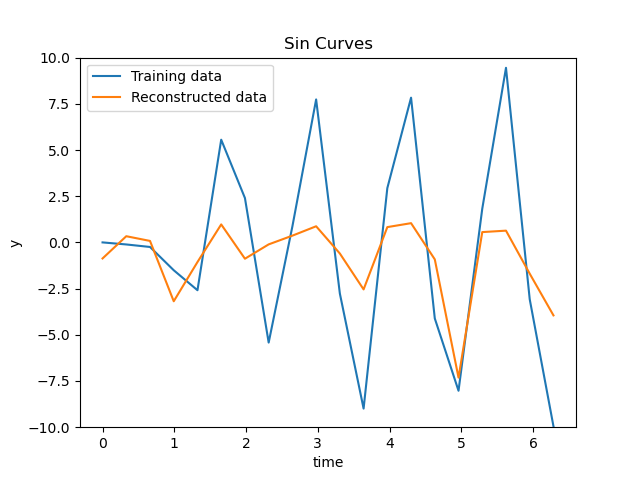 Sin Curves
Training data
Reconstructed data
10.0
7.5
5.0
2.5
0.0
−2.5
−5.0
−7.5
−10.0
y
0 1 2 3 4 5 6
time